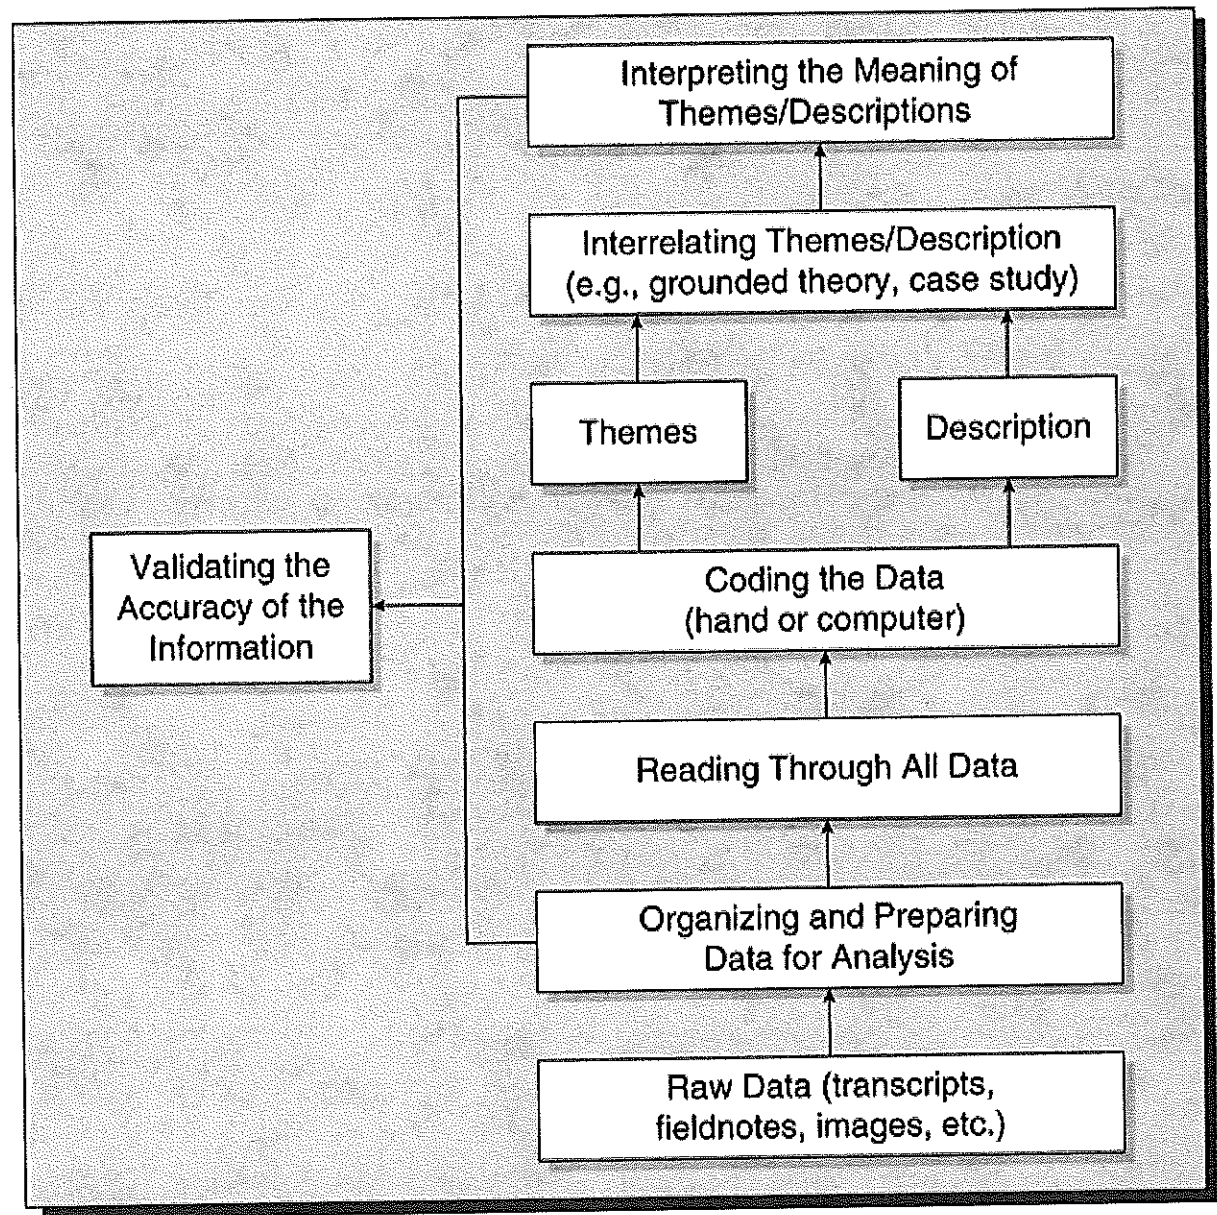 Interpreting the Meaning of
Themes/Descriptions
Interrelating Themes/Description
(e.g., grounded theory, case study)
Themes
Description
Validating the
Accuracy of the
Information
Coding the Data
(hand or computer)
Reading Through All Data
Organizing and Preparing
Data for Analysis
Raw Data (transcripts,
fieldnotes, images, etc.)